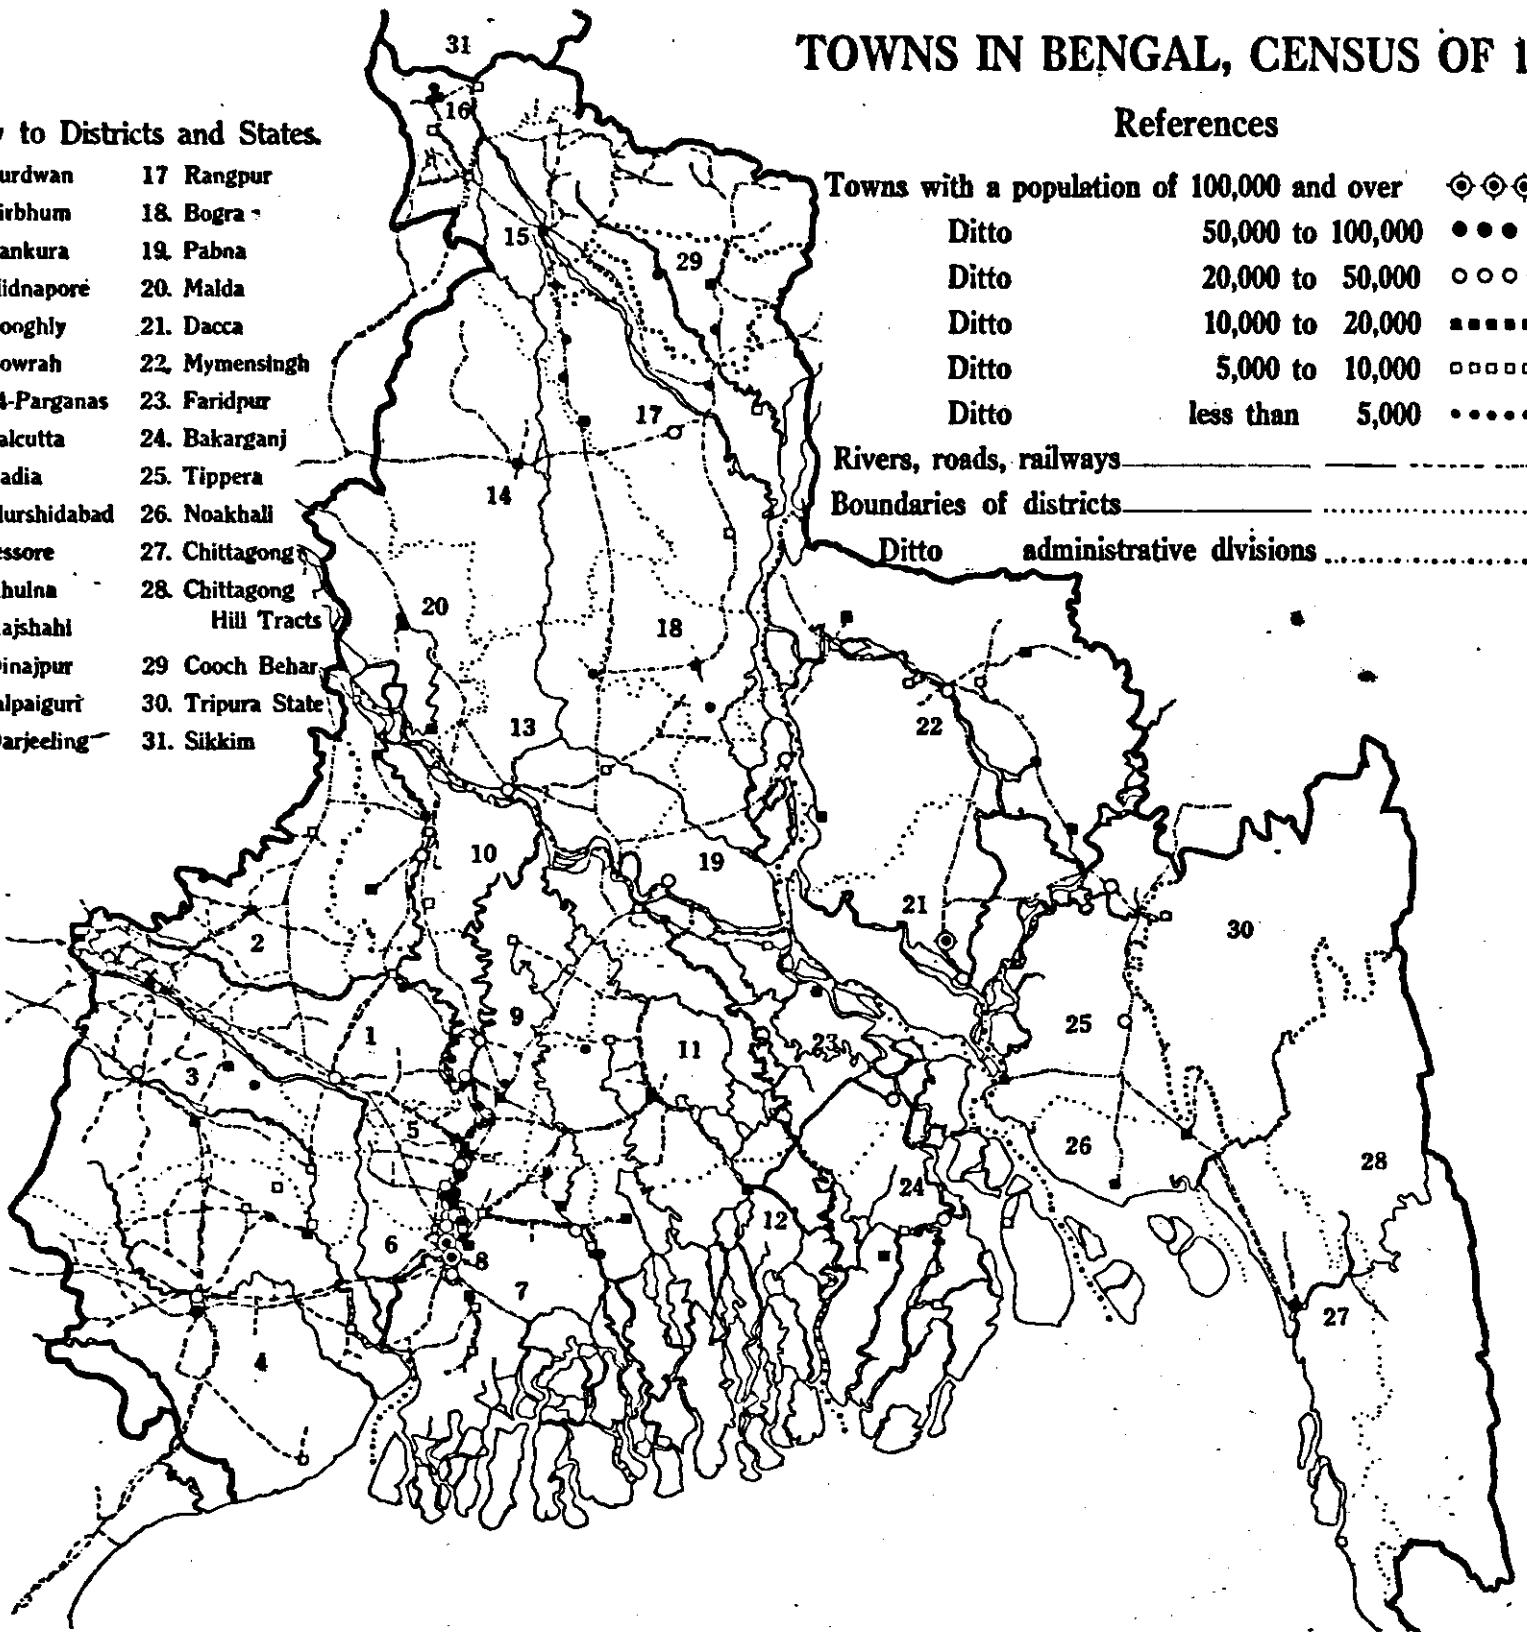 TOWNS IN BENGAL, CENSUS OF 1
References
Towns with a population of 100,000 and over
Ditto 50,000 to 100,000
Ditto 20,000 to 50,000
Ditto 10,000 to 20,000
Ditto 5,000 to 10,000
Ditto less than 5,000
Rivers, roads, railways
Boundaries of districts
Ditto administrative divisions
y to Districts and States.
urdwan
irbhum
ankura
lidnapore
ooghly
owrah
4-Parganas
alcutta
adia
lurshidabad
essore
hulna
ajshahi
inajpur
alpaiguri
arjeeling
17 Rangpur
18. Bogra
19. Pabna
20. Malda
21. Dacca
22. Mymensingh
23. Faridpur
24. Bakarganj
25. Tippera
26. Noakhali
27. Chittagong
28. Chittagong
Hill Tracts
29 Cooch Behar
30. Tripura State
31. Sikkim
31
16
15
29
17
14
20
18
13
22
10
19
21
2
30
9
1
11
23
25
3
5
26
28
24
12
6
8
7
27
4